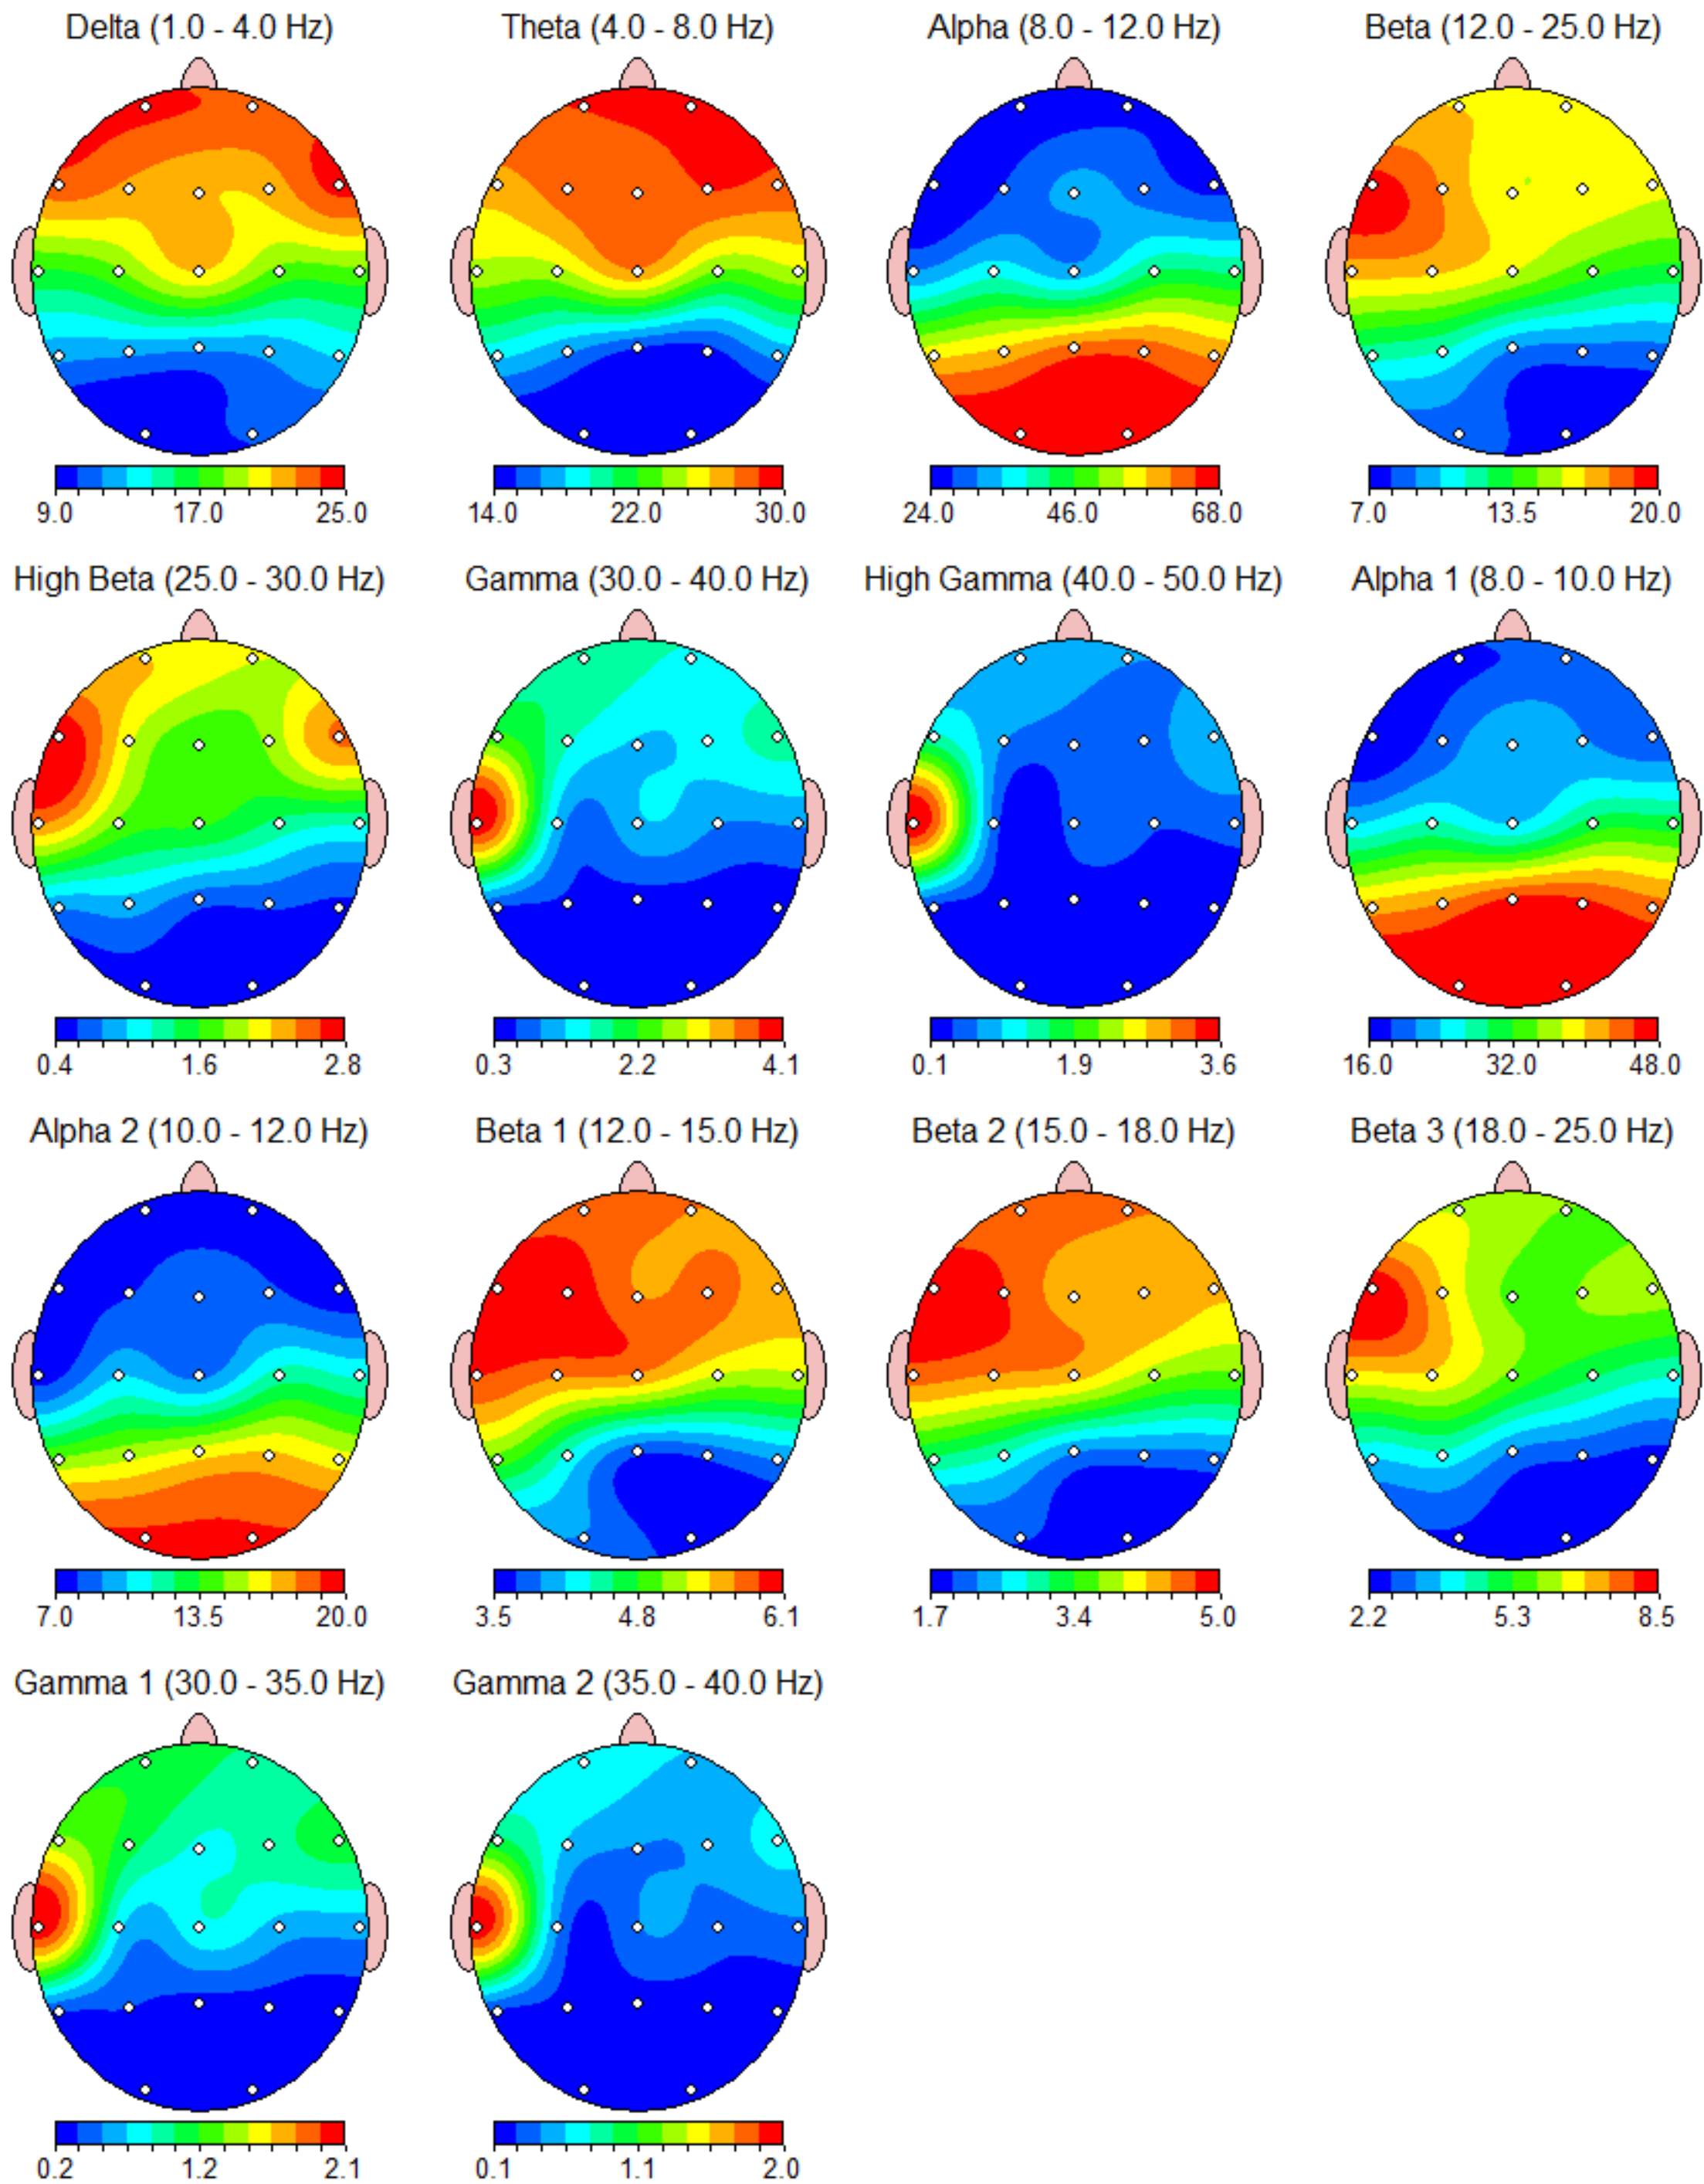 Delta (1.0 - 4.0 Hz) Theta (4.0 - 8.0 Hz) Alpha (8.0 - 12.0 Hz) Beta (12.0 - 25.0 Hz)
9.0 17.0 25.0 14.0 22.0 30.0 24.0 46.0 68.0 7.0 13.5 20.0
High Beta (25.0 - 30.0 Hz) Gamma (30.0 - 40.0 Hz) High Gamma (40.0 - 50.0 Hz) Alpha 1 (8.0 - 10.0 Hz)
0.4 1.6 2.8 0.3 2.2 4.1 0.1 1.9 3.6 16.0 32.0 48.0
Alpha 2 (10.0 - 12.0 Hz) Beta 1 (12.0 - 15.0 Hz) Beta 2 (15.0 - 18.0 Hz) Beta 3 (18.0 - 25.0 Hz)
7.0 13.5 20.0 3.5 4.8 6.1 1.7 3.4 5.0 2.2 5.3 8.5
Gamma 1 (30.0 - 35.0 Hz) Gamma 2 (35.0 - 40.0 Hz)
0.2 1.2 2.1 0.1 1.1 2.0